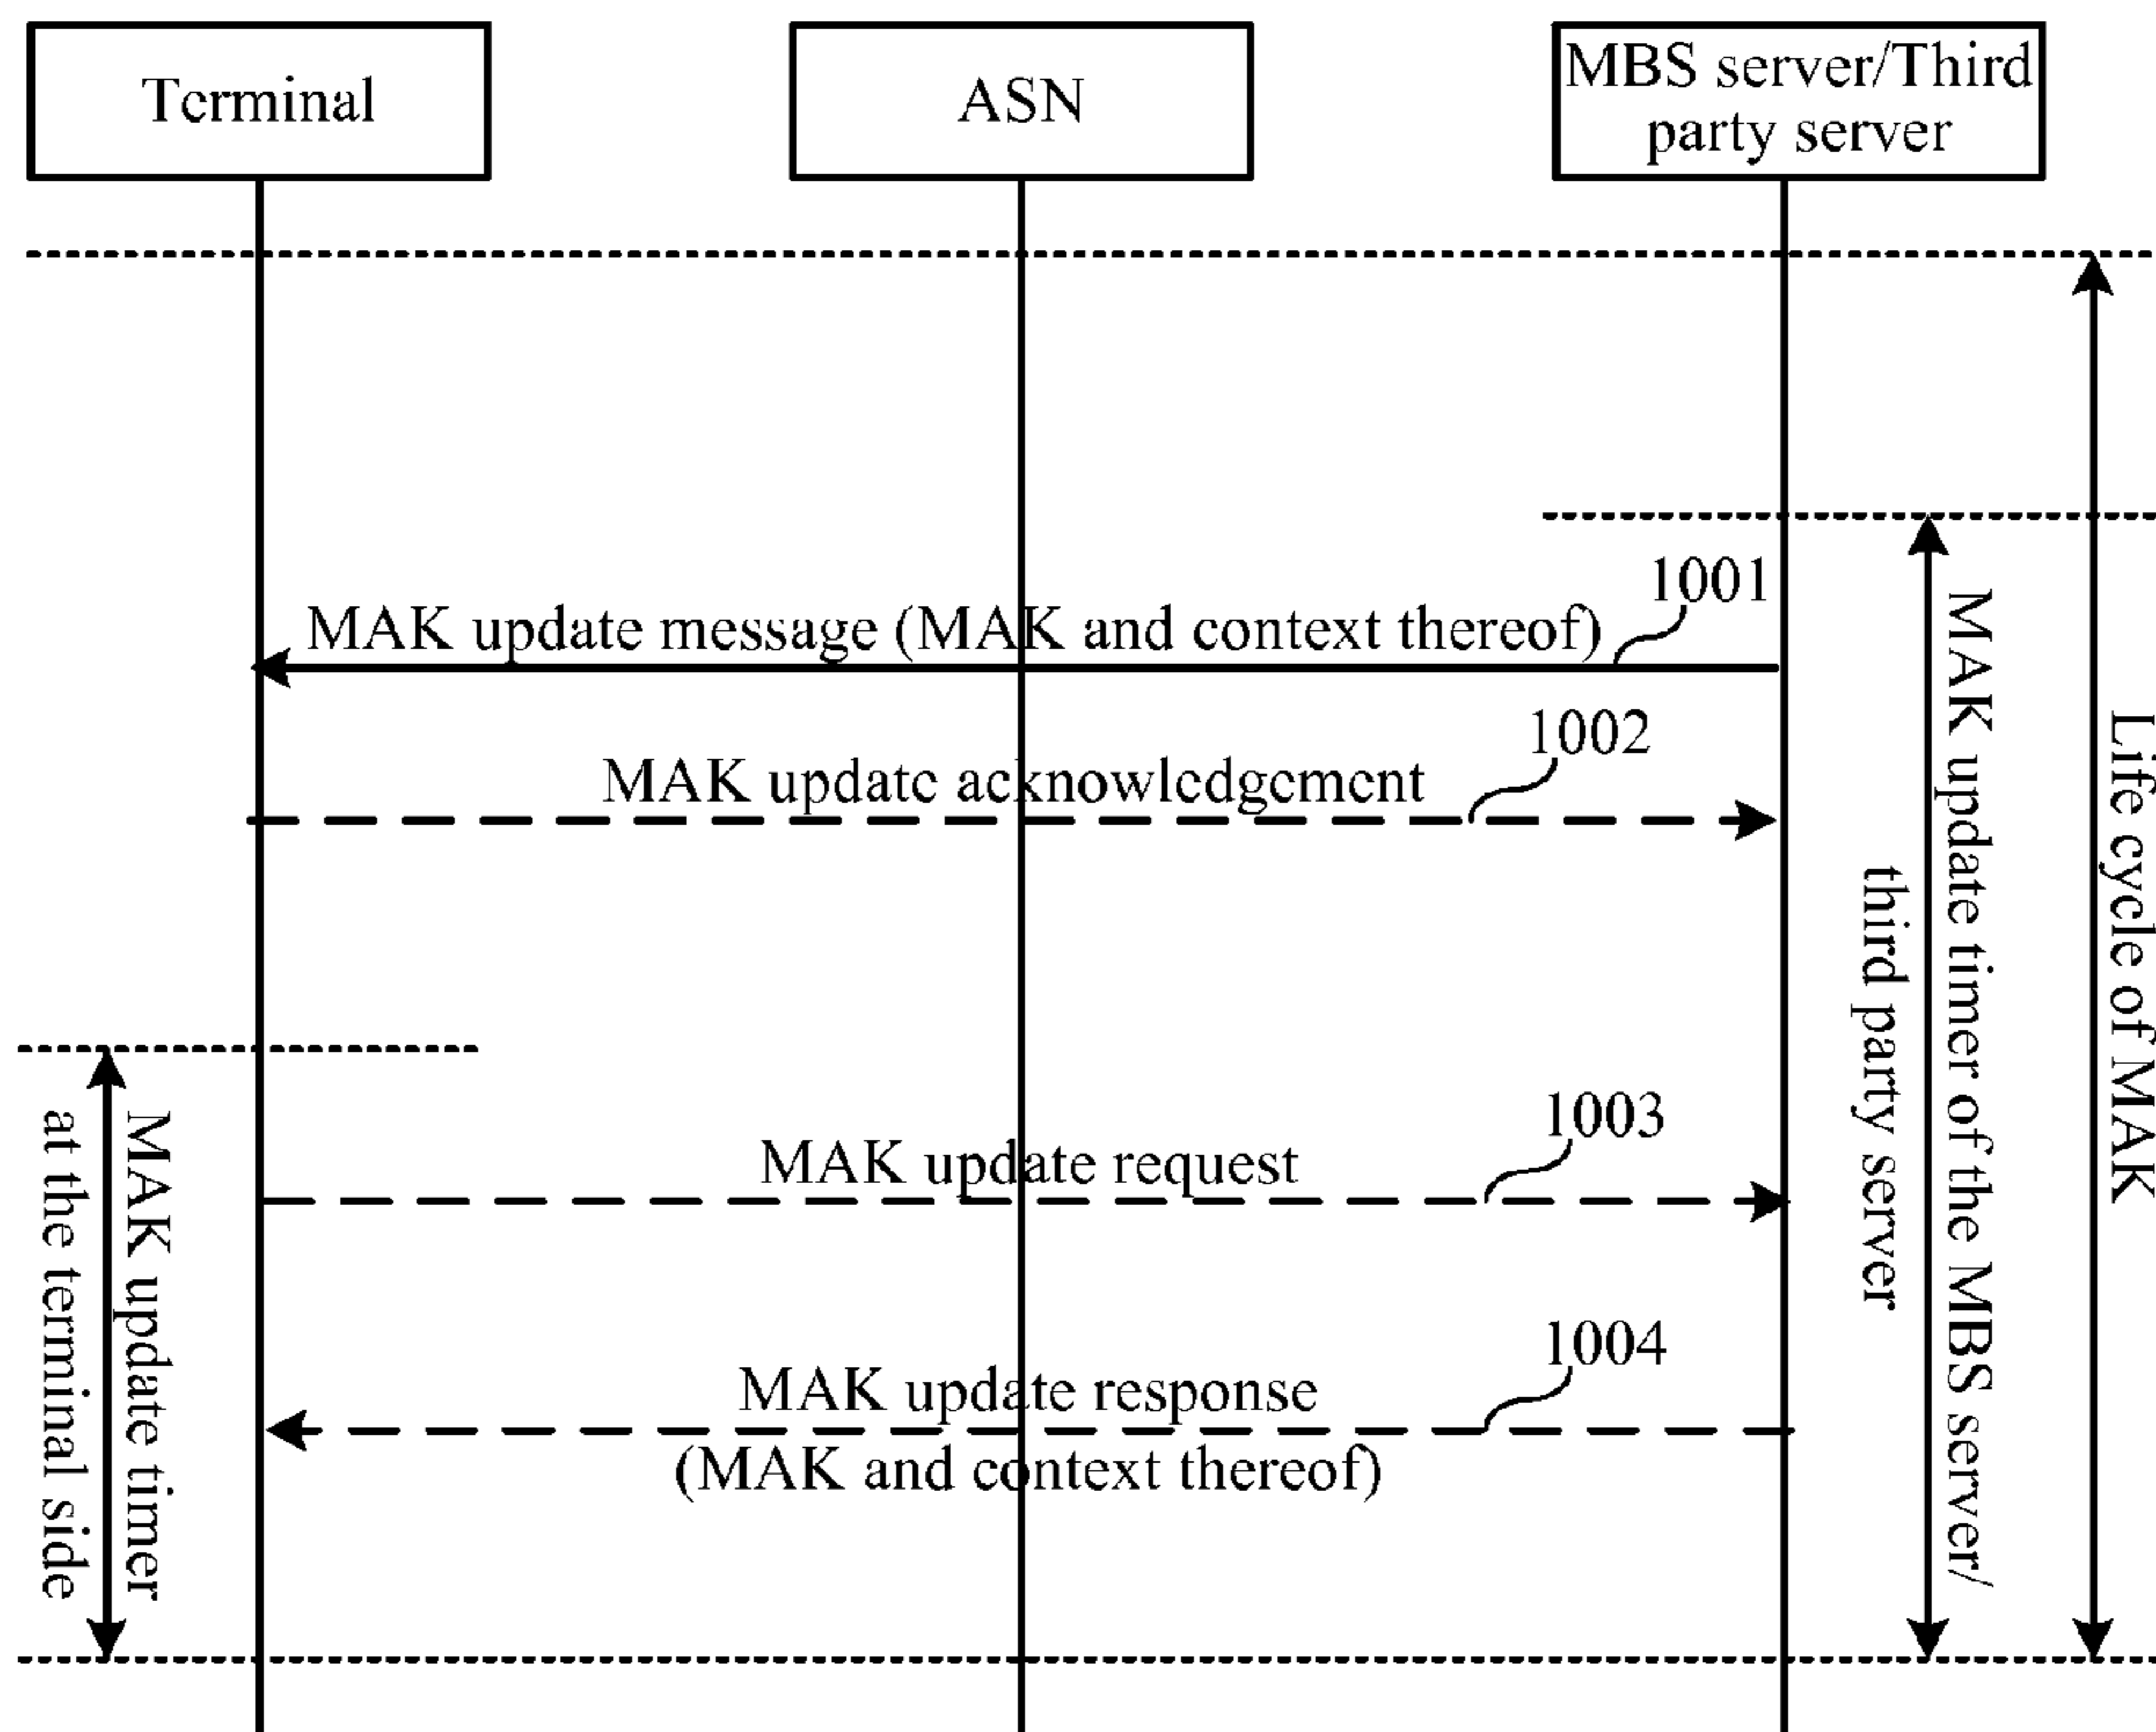 Terminal
ASN
MBS server/Third
party server
1001
MAK update message (MAK and context thereof)
1002
MAK update acknowledgement
1003
MAK update request
1004
MAK update response
(MAK and context thereof)
MAK update timer
at the terminal side
MAK update timer of the MBS server/
third party server
Life cycle of MAK